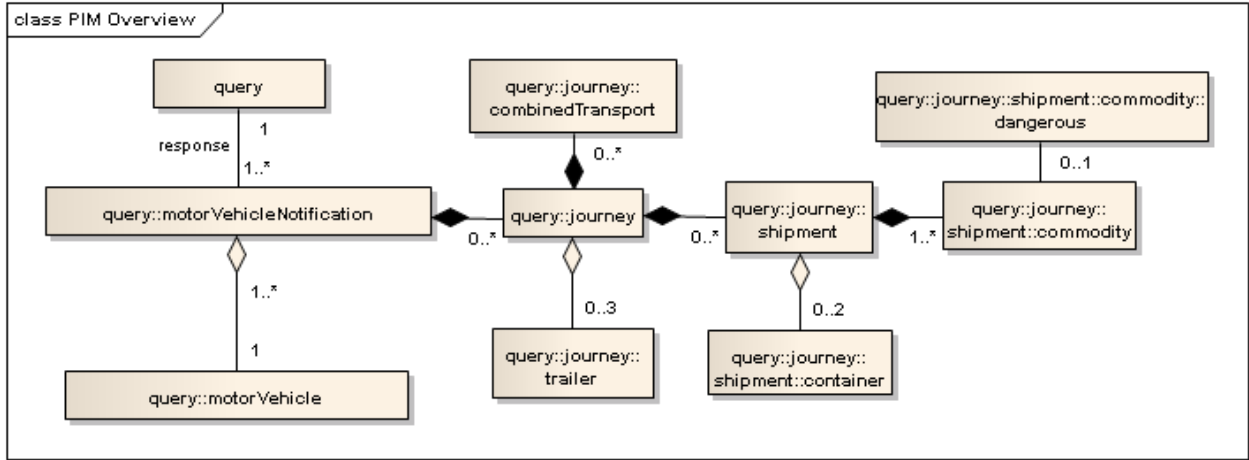 class PIM Overview
query
1
response
1..*
query::motorVehicleNotification
1..*
1
query::motorVehicle
0..*
query::journey::
combinedTransport
0..*
query::journey
0..3
query::journey::
trailer
0..*
query::journey::
shipment
0..2
query::journey::
shipment::container
1..*
query::journey::shipment::commodity::
dangerous
0..1
query::journey::
shipment::commodity